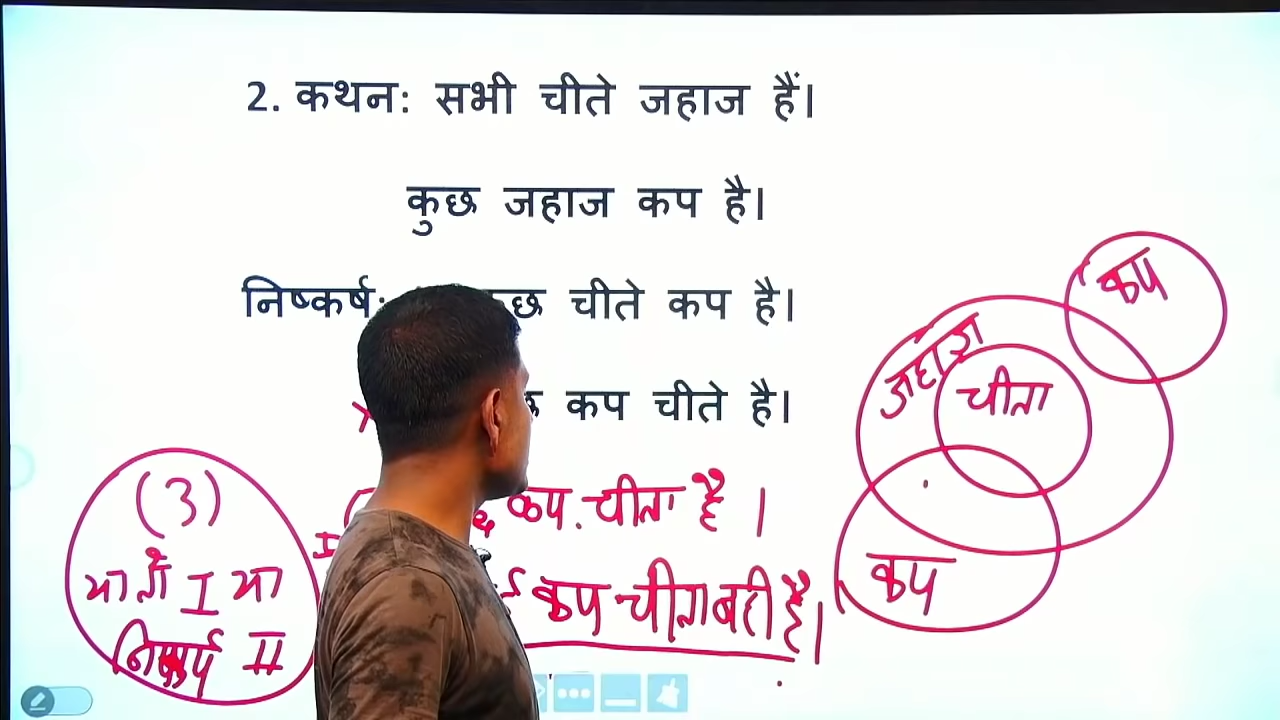 2. कथन: सभी चीते जहाज हैं।
कुछ जहाज कप है।
निष्कर्ष: कुछ चीते कप है।
कप चीते है।
कप चीता है।
कप चीता नही है।
(3)
या तो I या
निष्कर्ष II
जहाज
चीता
कप
कप